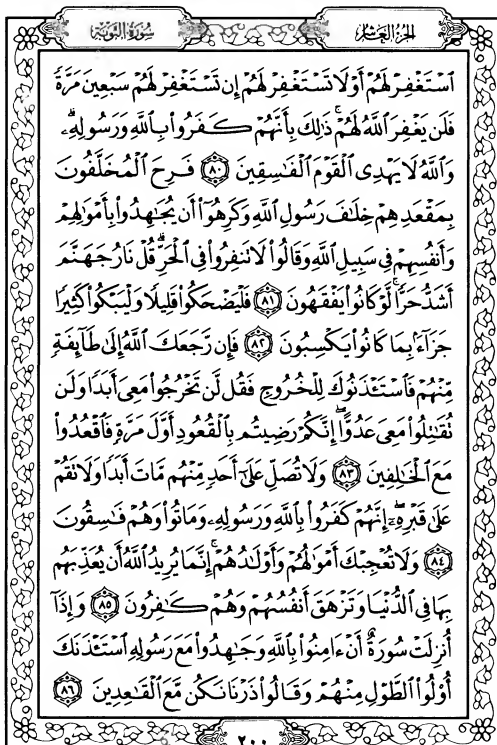 سُورَةُ التَّوۡبَةِ
الجُزۡءُ العَاشِرُ
ٱسۡتَغۡفِرۡ لَهُمۡ أَوۡ لَا تَسۡتَغۡفِرۡ لَهُمۡ إِن تَسۡتَغۡفِرۡ لَهُمۡ سَبۡعِينَ مَرَّةٗ
فَلَن يَغۡفِرَ ٱللَّهُ لَهُمۡۚ ذَٰلِكَ بِأَنَّهُمۡ كَفَرُواْ بِٱللَّهِ وَرَسُولِهِۦۗ
وَٱللَّهُ لَا يَهۡدِي ٱلۡقَوۡمَ ٱلۡفَٰسِقِينَ ٨٠ فَرِحَ ٱلۡمُخَلَّفُونَ
بِمَقۡعَدِهِمۡ خِلَٰفَ رَسُولِ ٱللَّهِ وَكَرِهُوٓاْ أَن يُجَٰهِدُواْ بِأَمۡوَٰلِهِمۡ
وَأَنفُسِهِمۡ فِي سَبِيلِ ٱللَّهِ وَقَالُواْ لَا تَنفِرُواْ فِي ٱلۡحَرِّۗ قُلۡ نَارُ جَهَنَّمَ
أَشَدُّ حَرّٗاۚ لَّوۡ كَانُواْ يَفۡقَهُونَ ٨١ فَلۡيَضۡحَكُواْ قَلِيلٗا وَلۡيَبۡكُواْ كَثِيرٗا
جَزَآءَۢ بِمَا كَانُواْ يَكۡسِبُونَ ٨٢ فَإِن رَّجَعَكَ ٱللَّهُ إِلَىٰ طَآئِفَةٖ
مِّنۡهُمۡ فَٱسۡتَـٔۡذَنُوكَ لِلۡخُرُوجِ فَقُل لَّن تَخۡرُجُواْ مَعِيَ أَبَدٗا وَلَن
تُقَٰتِلُواْ مَعِيَ عَدُوًّاۖ إِنَّكُمۡ رَضِيتُم بِٱلۡقُعُودِ أَوَّلَ مَرَّةٖ فَٱقۡعُدُواْ
مَعَ ٱلۡخَٰلِفِينَ ٨٣ وَلَا تُصَلِّ عَلَىٰٓ أَحَدٖ مِّنۡهُم مَّاتَ أَبَدٗا وَلَا تَقُمۡ
عَلَىٰ قَبۡرِهِۦٓۖ إِنَّهُمۡ كَفَرُواْ بِٱللَّهِ وَرَسُولِهِۦ وَمَاتُواْ وَهُمۡ فَٰسِقُونَ
٨٤ وَلَا تُعۡجِبۡكَ أَمۡوَٰلُهُمۡ وَأَوۡلَٰدُهُمۡۚ إِنَّمَا يُرِيدُ ٱللَّهُ أَن يُعَذِّبَهُم
بِهَا فِي ٱلدُّنۡيَا وَتَزۡهَقَ أَنفُسُهُمۡ وَهُمۡ كَٰفِرُونَ ٨٥ وَإِذَآ
أُنزِلَتۡ سُورَةٌ أَنۡ ءَامِنُواْ بِٱللَّهِ وَجَٰهِدُواْ مَعَ رَسُولِهِ ٱسۡتَـٔۡذَنَكَ
أُوْلُواْ ٱلطَّوۡلِ مِنۡهُمۡ وَقَالُواْ ذَرۡنَا نَكُن مَّعَ ٱلۡقَٰعِدِينَ ٨٦
٢٠٠